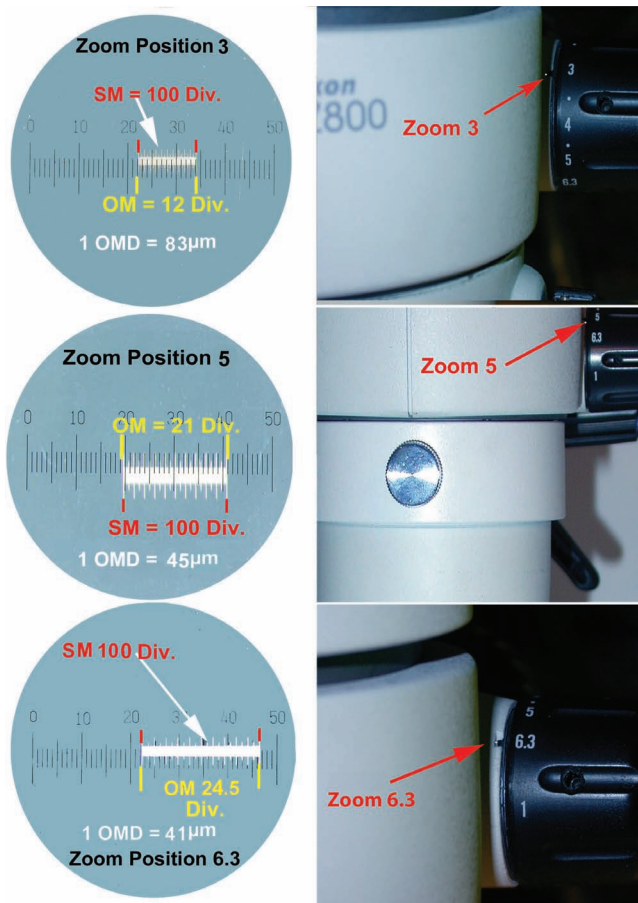 Zoom Position 3
SM = 100 Div.
0 10 20 30 40 50
OM = 12 Div.
1 OMD = 83µm
Zoom 3
800
3
4
5
6.3
Zoom Position 5
0 10 20 30 40 50
OM = 21 Div.
SM = 100 Div.
1 OMD = 45µm
Zoom 5
5
6.3
1
SM 100 Div.
0 10 20 30 40 50
OM 24.5
Div.
1 OMD = 41µm
Zoom Position 6.3
Zoom 6.3
5
6.3
1